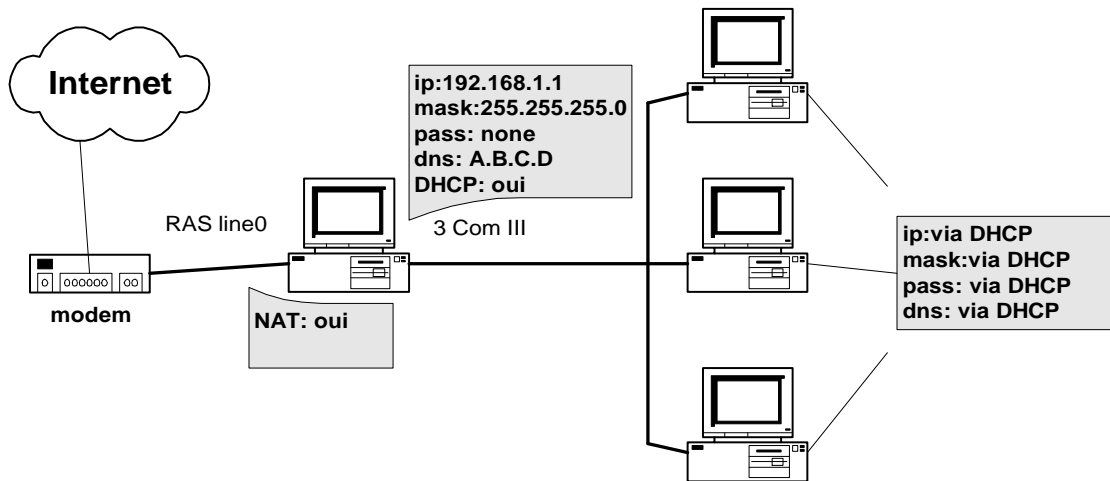 Internet
ip:192.168.1.1
mask:255.255.255.0
pass: none
dns: A.B.C.D
DHCP: oui
RAS line0
3 Com III
modem
NAT: oui
ip:via DHCP
mask:via DHCP
pass: via DHCP
dns: via DHCP